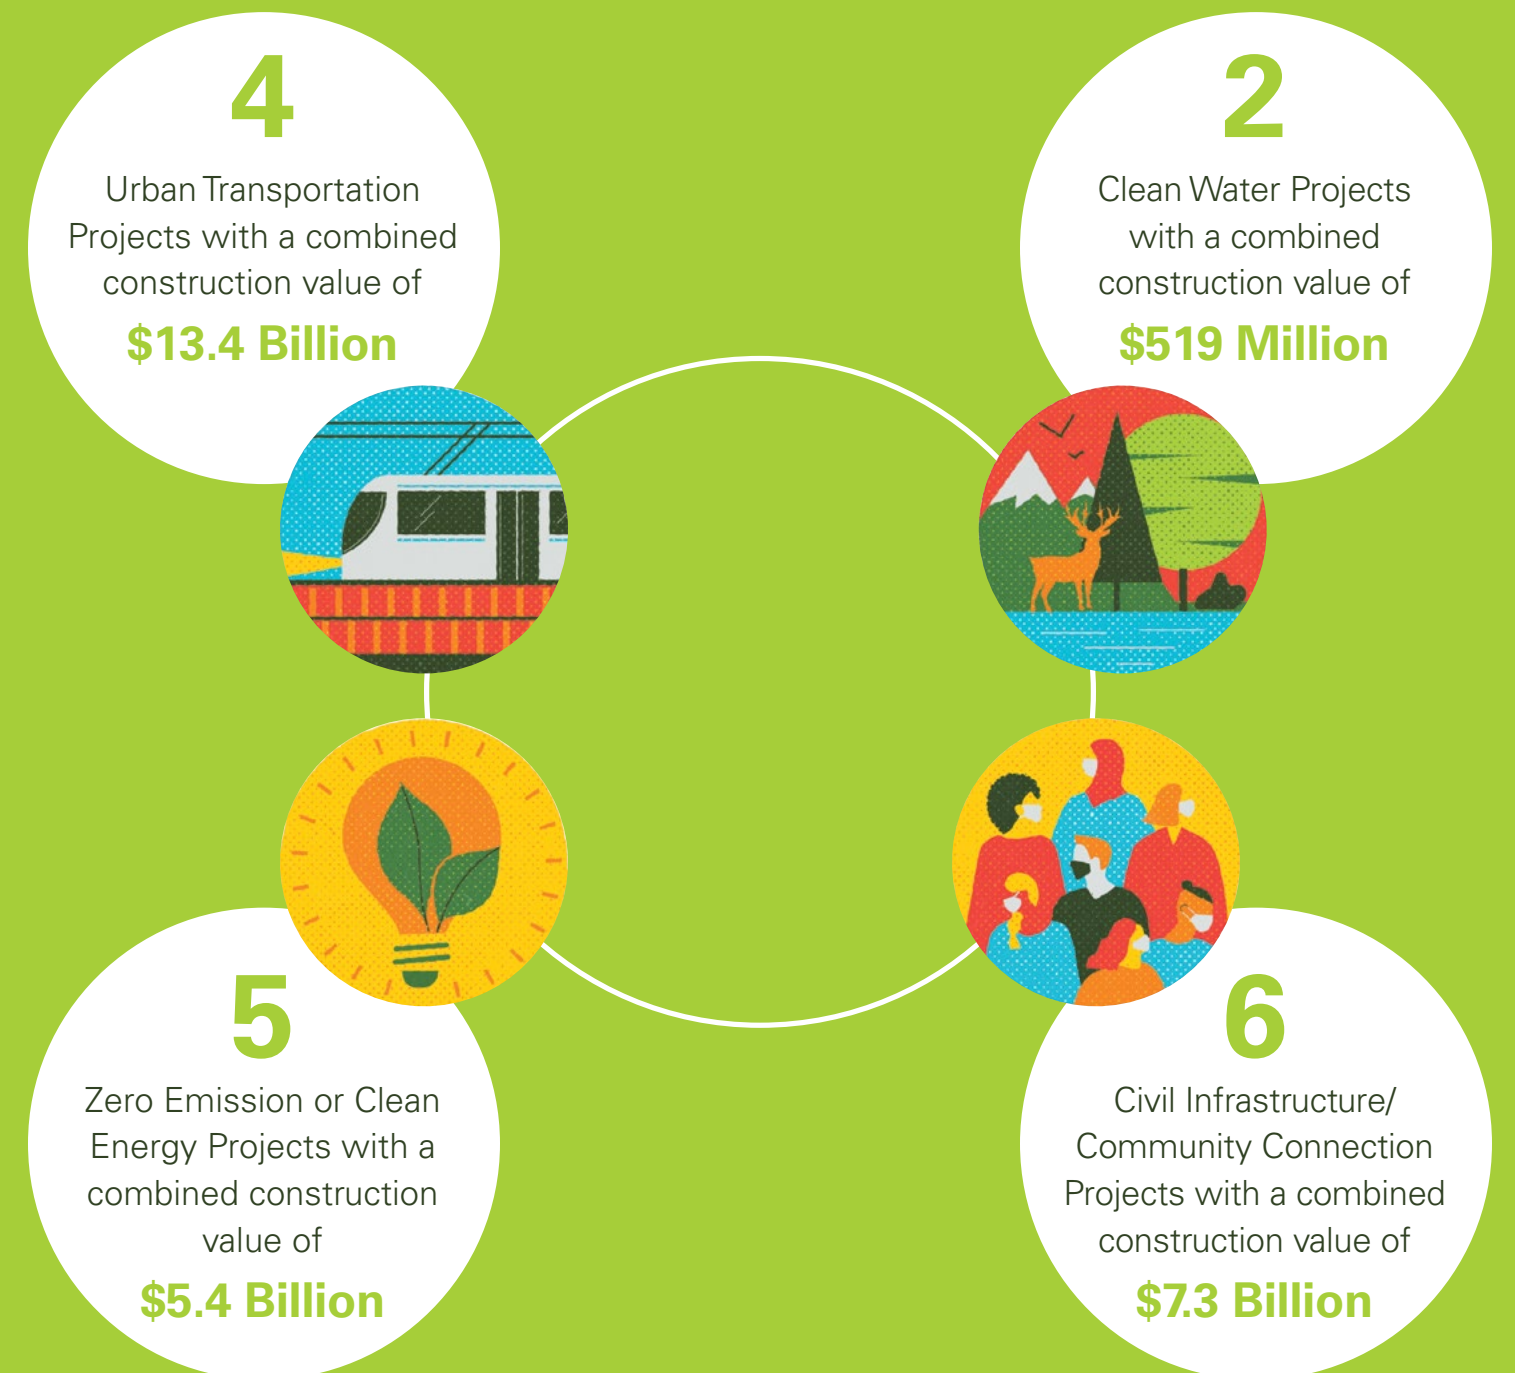 4
Urban Transportation
Projects with a combined
construction value of
$13.4 Billion
2
Clean Water Projects
with a combined
construction value of
$519 Million
5
Zero Emission or Clean
Energy Projects with a
combined construction
value of
$5.4 Billion
6
Civil Infrastructure/
Community Connection
Projects with a combined
construction value of
$7.3 Billion